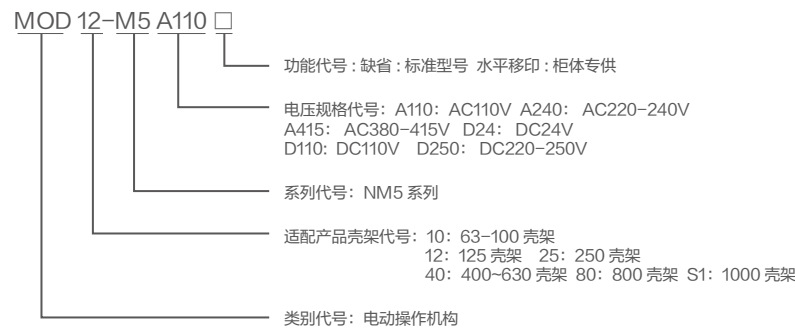 MOD 12-M5 A110 □
功能代号 : 缺省 : 标准型号 水平移印 : 柜体专供
电压规格代号： A110： AC110V A240： AC220-240V
A415： AC380-415V D24： DC24V
D110: DC110V D250： DC220-250V
系列代号： NM5 系列
适配产品壳架代号： 10： 63-100 壳架
12： 125 壳架 25： 250 壳架
40： 400~630 壳架 80： 800 壳架 S1： 1000 壳架
类别代号： 电动操作机构